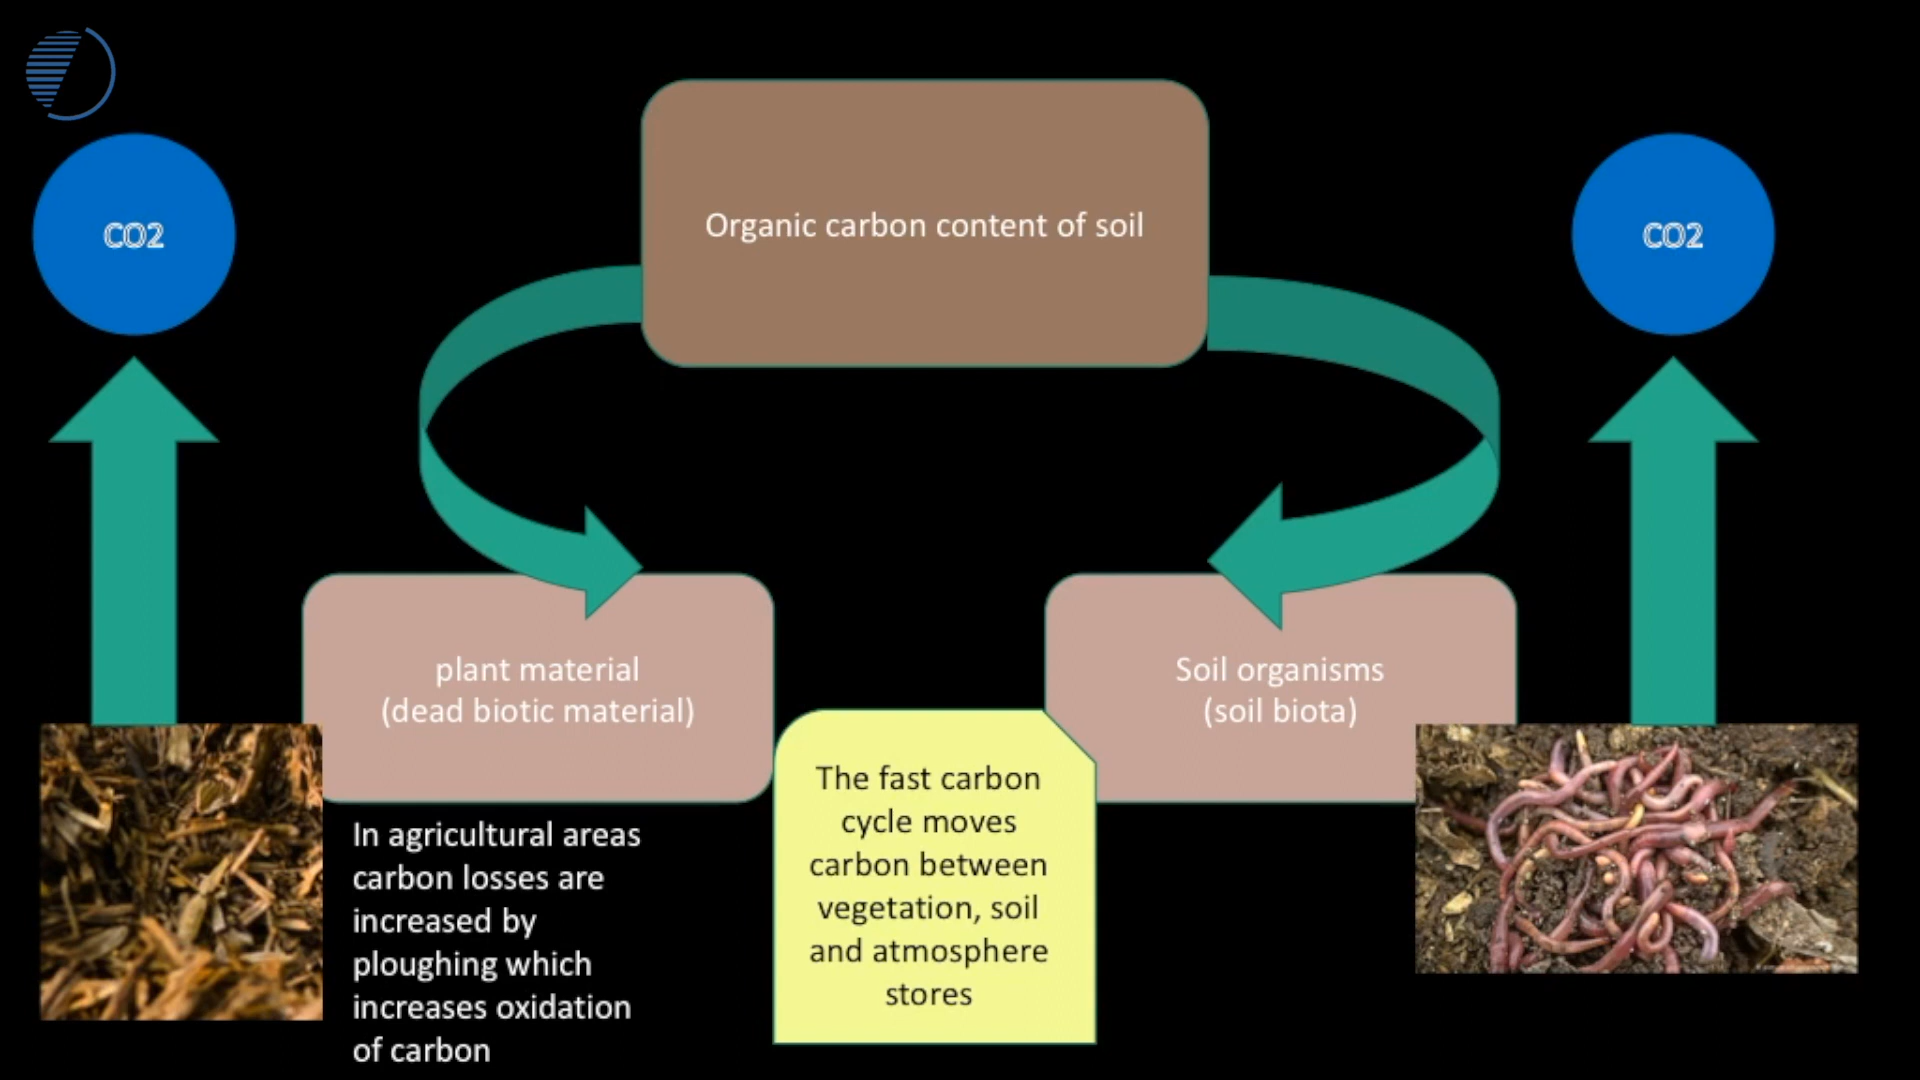 CO2
Organic carbon content of soil
CO2
plant material
(dead biotic material)
Soil organisms
(soil biota)
In agricultural areas
carbon losses are
increased by
ploughing which
increases oxidation
of carbon
The fast carbon
cycle moves
carbon between
vegetation, soil
and atmosphere
stores